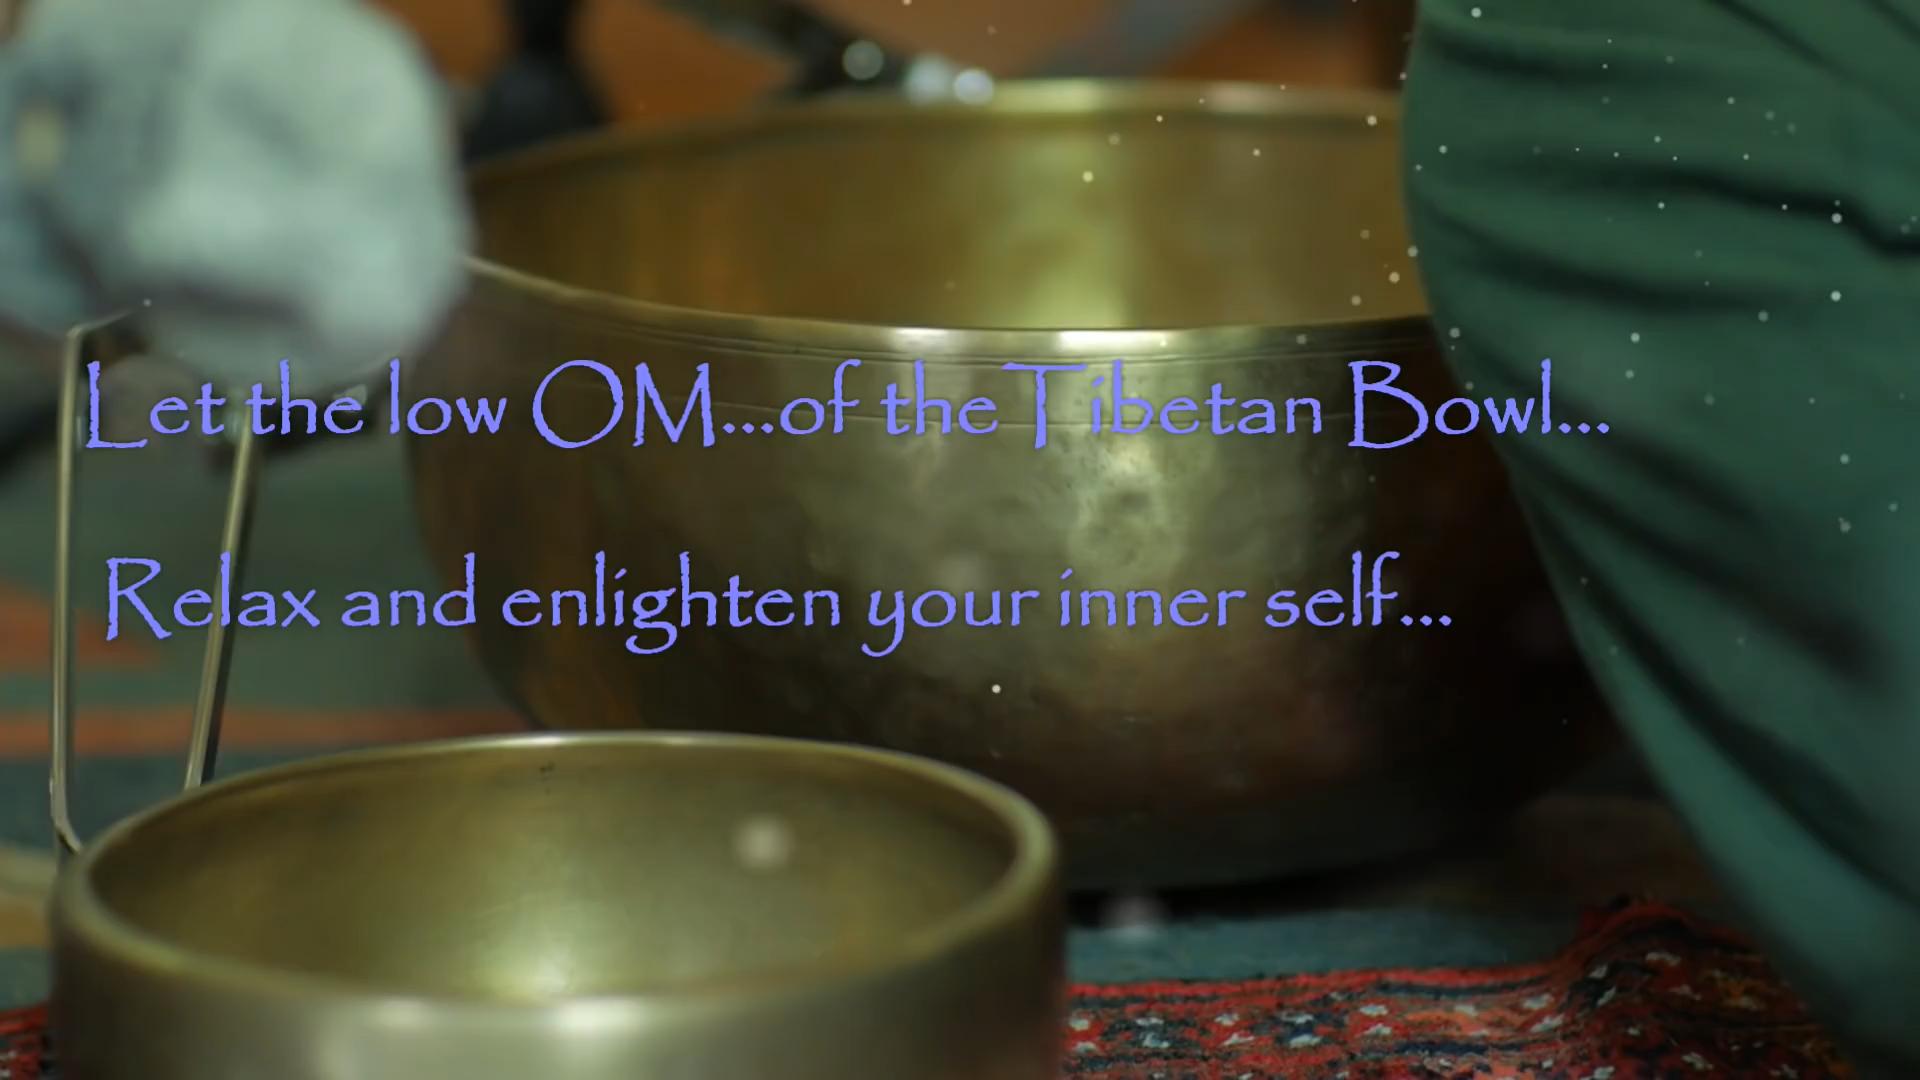 Let the low OM...of the Tibetan Bowl...
Relax and enlighten your inner self...